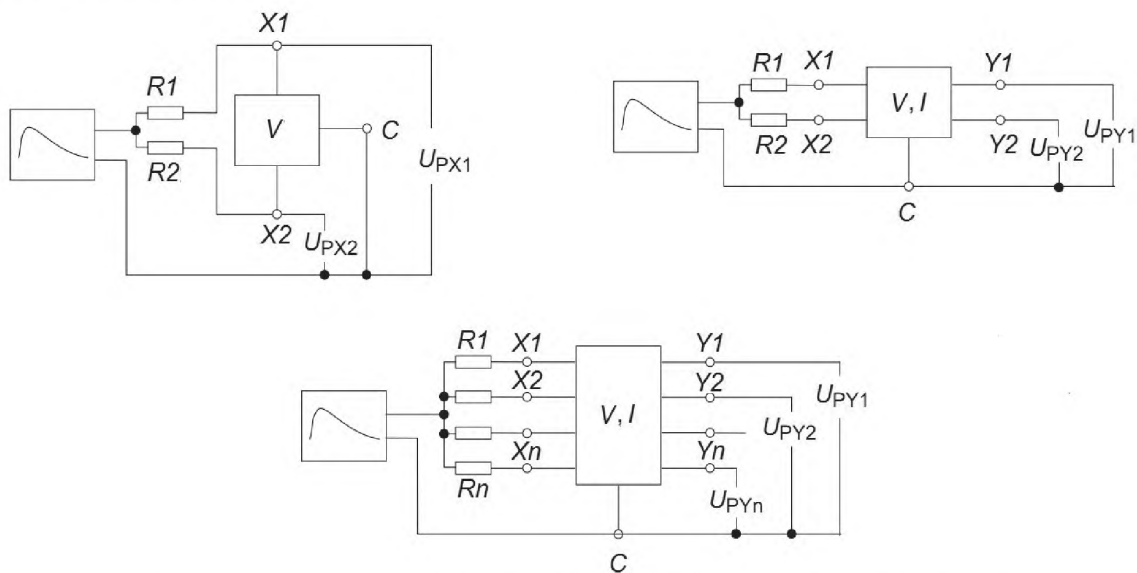 X1
R1
V
C
R2
U_PX1
X2
U_PX2
R1
X1
Y1
V, I
R2
X2
Y2
U_PY2
U_PY1
C
R1
X1
Y1
X2
Y2
V, I
U_PY1
U_PY2
Xn
Yn
Rn
U_PYn
C